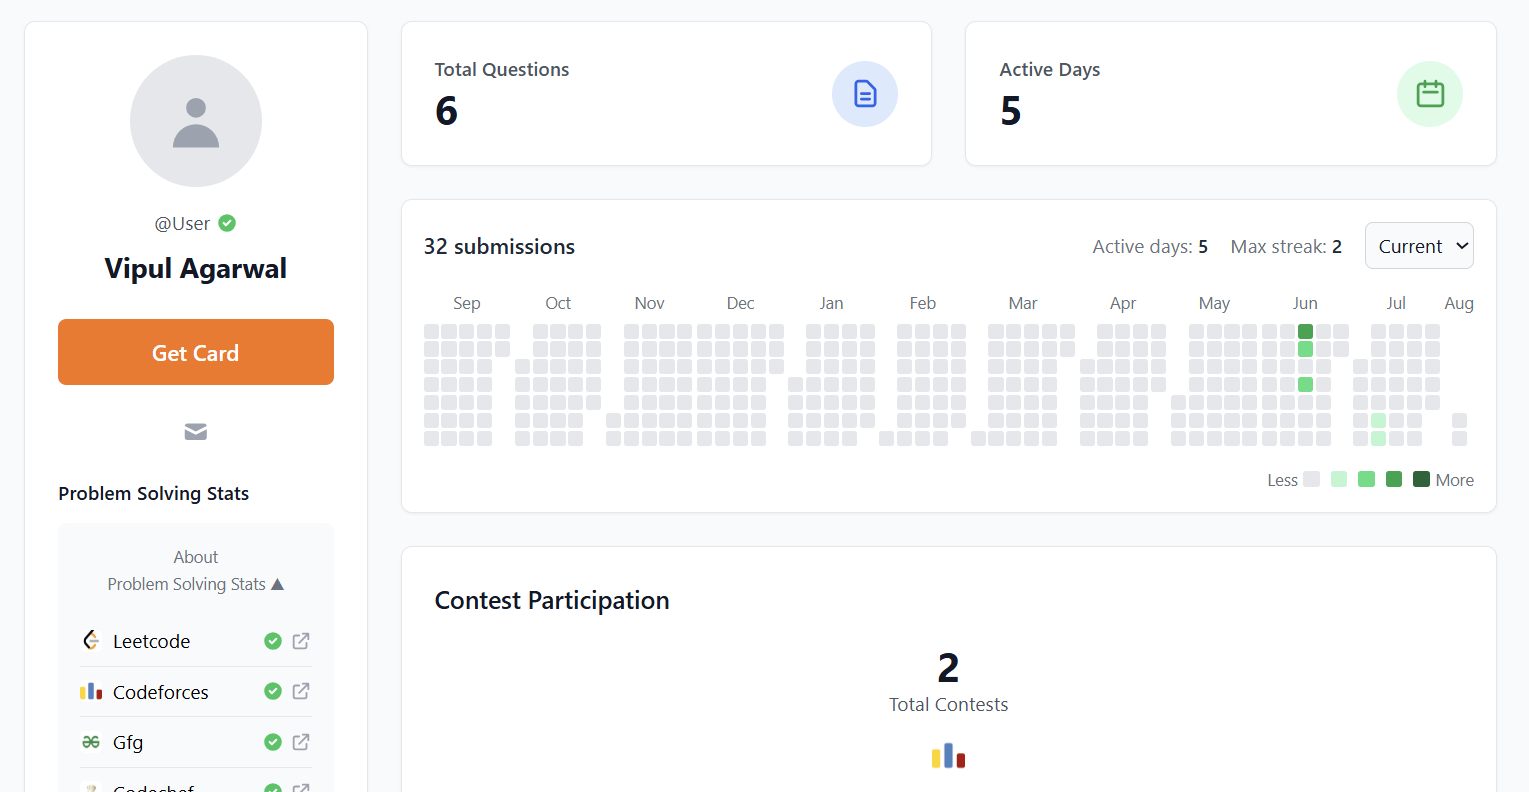 @User
Vipul Agarwal
Get Card
Problem Solving Stats
About
Problem Solving Stats ▲
Leetcode
Codeforces
Gfg
Codechef
Total Questions
6
Active Days
5
32 submissions
Active days: 5 Max streak: 2 Current
Sep Oct Nov Dec Jan Feb Mar Apr May Jun Jul Aug
Less More
Contest Participation
2
Total Contests